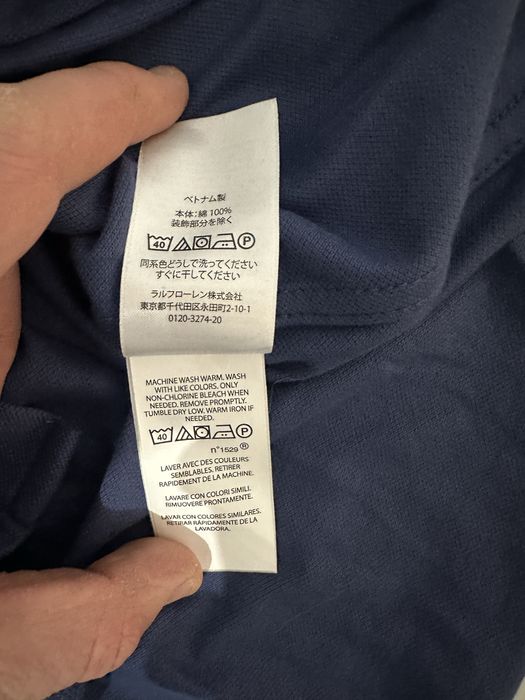 ベトナム製
本体：綿 100%
装飾部分を除く
40 P
同系色どうしで洗ってください
すぐに干してください
ラルフローレン株式会社
東京都千代田区永田町2-10-1
0120-3274-20
MACHINE WASH WARM. WASH
WITH LIKE COLORS. ONLY
NON-CHLORINE BLEACH WHEN
NEEDED. REMOVE PROMPTLY.
TUMBLE DRY LOW. WARM IRON IF
NEEDED.
40 P
n°1529 ®
LAVER AVEC DES COULEURS
SEMBLABLES. RETIRER
RAPIDEMENT DE LA MACHINE.
LAVARE CON COLORI SIMILI.
RIMUOVERE PRONTAMENTE.
LAVAR CON COLORES SIMILARES.
RETIRAR RÁPIDAMENTE DE LA
LAVADORA.